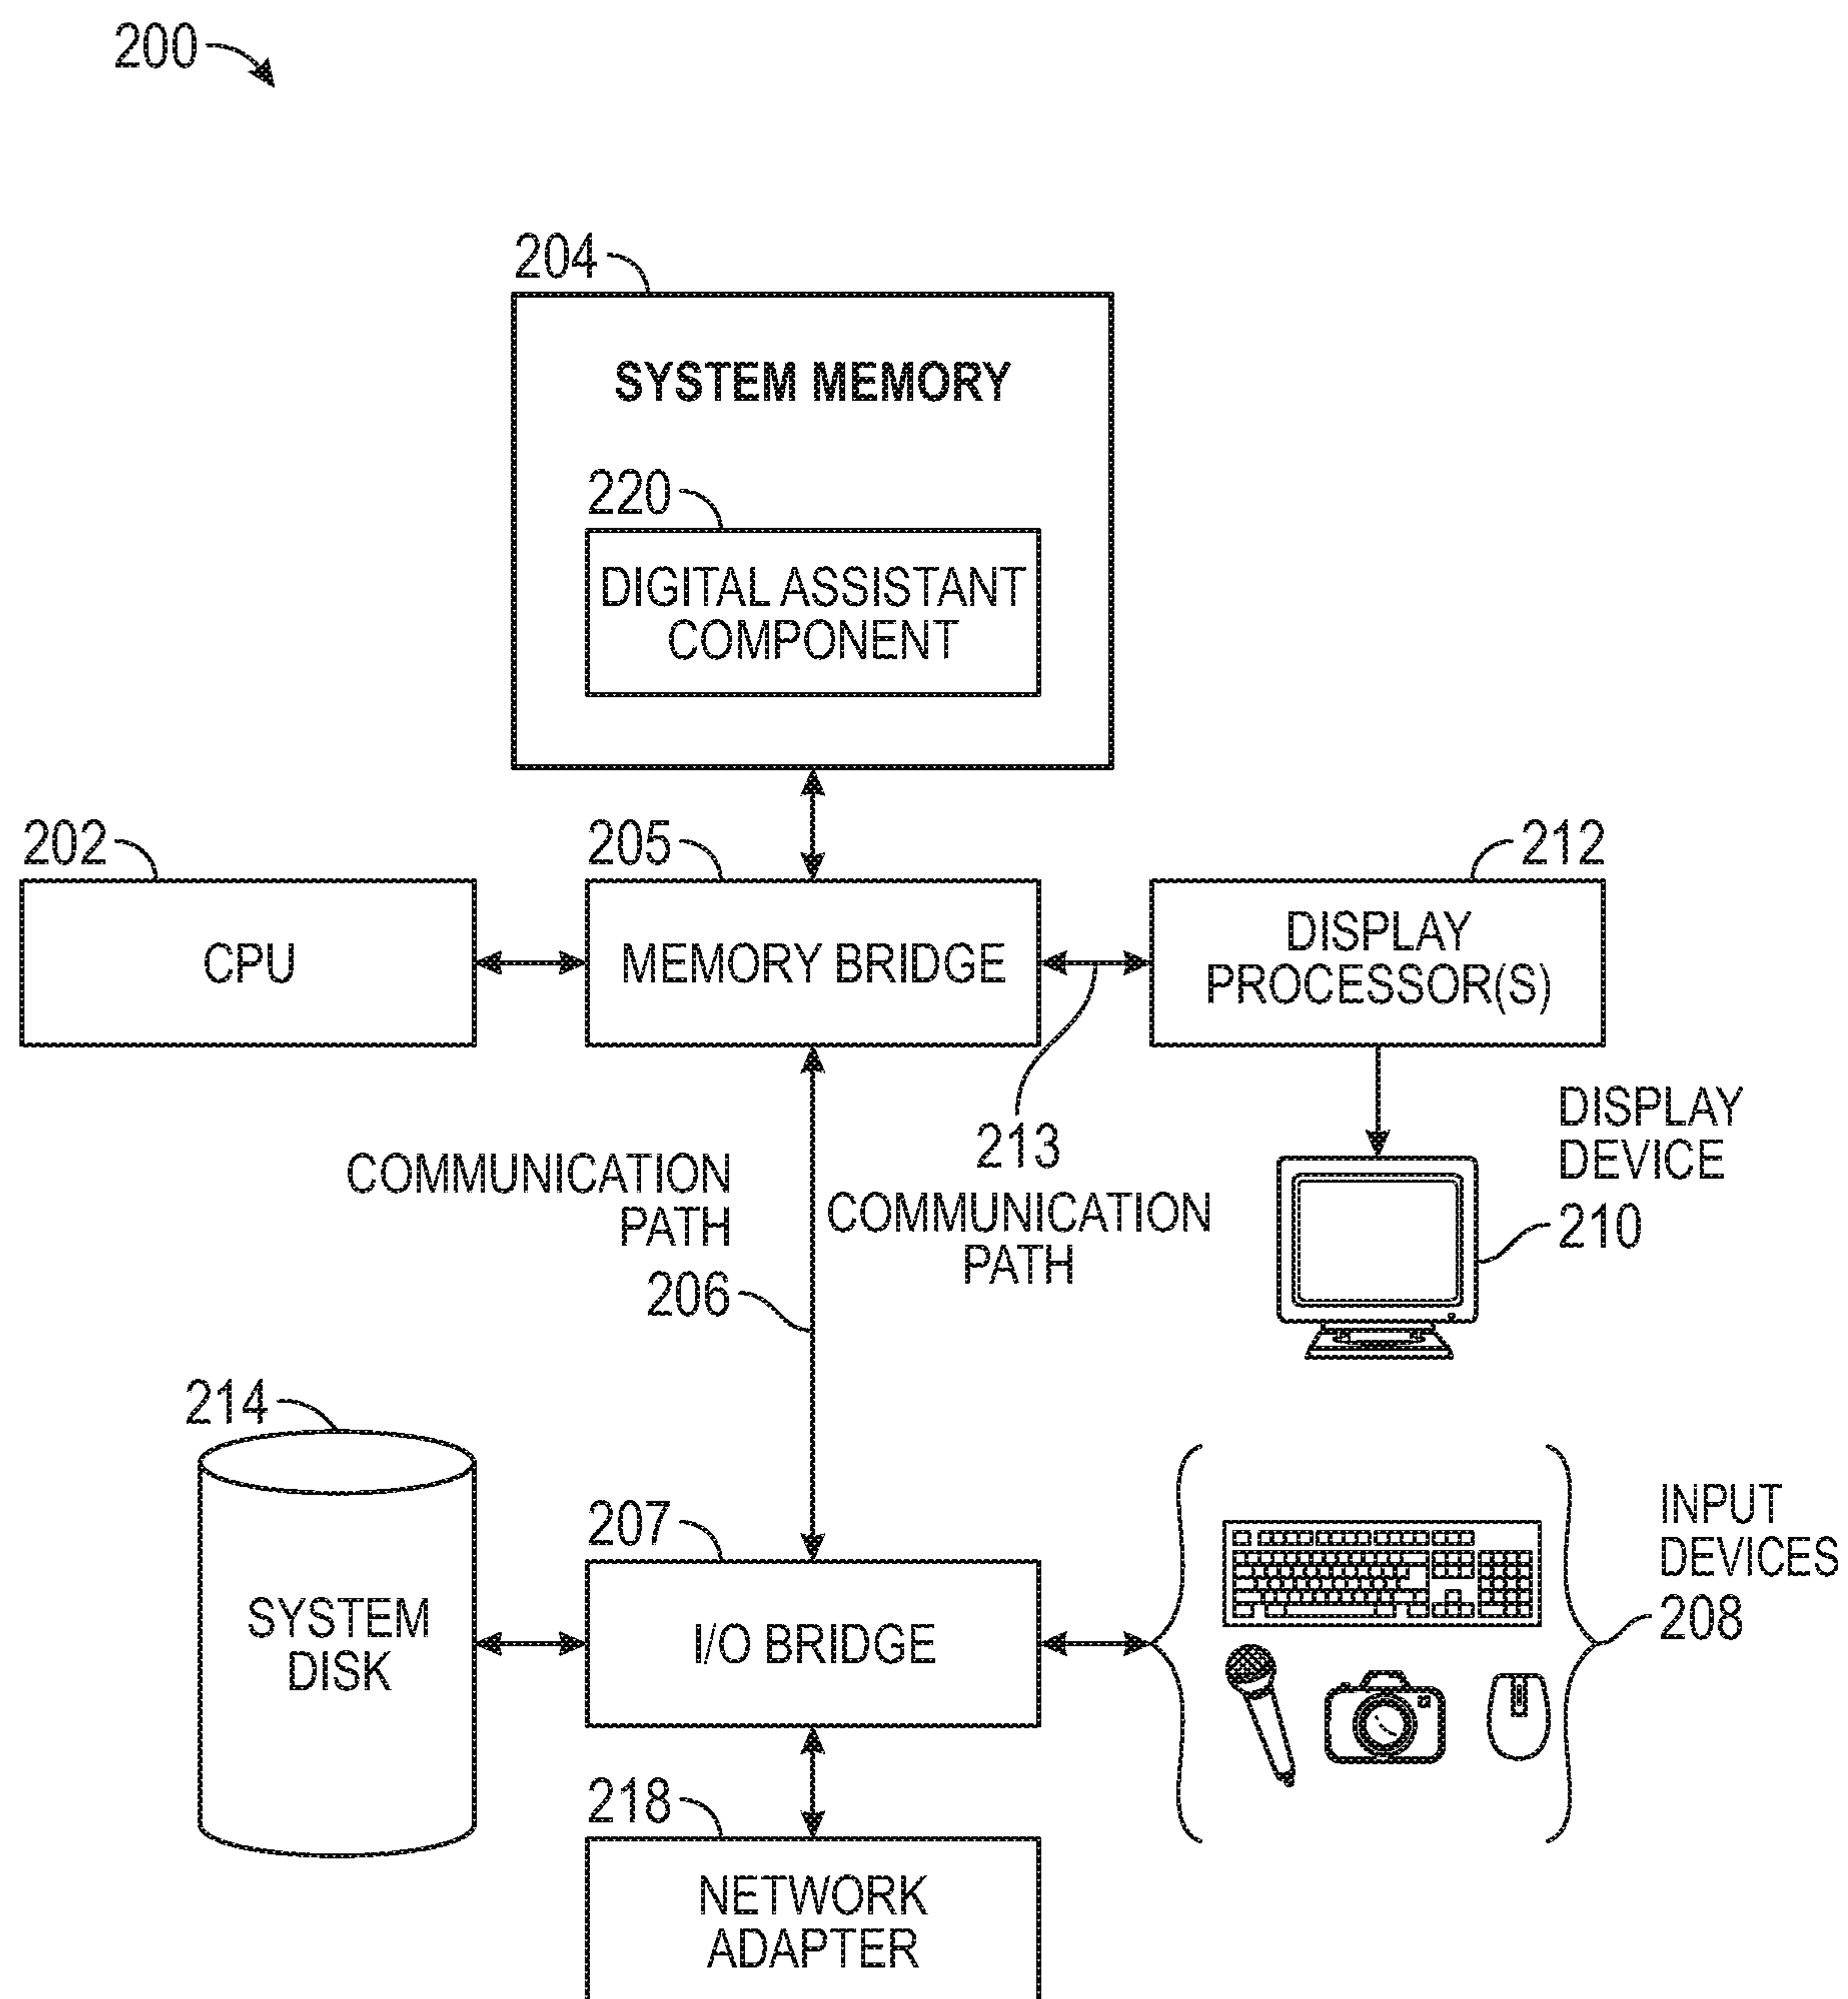 200
204
SYSTEM MEMORY
220
DIGITAL ASSISTANT
COMPONENT
202
205
212
CPU
MEMORY BRIDGE
DISPLAY
PROCESSOR(S)
213
COMMUNICATION
PATH
DISPLAY
DEVICE
210
COMMUNICATION
PATH
206
214
SYSTEM
DISK
207
I/O BRIDGE
INPUT
DEVICES
208
218
NETWORK
ADAPTER